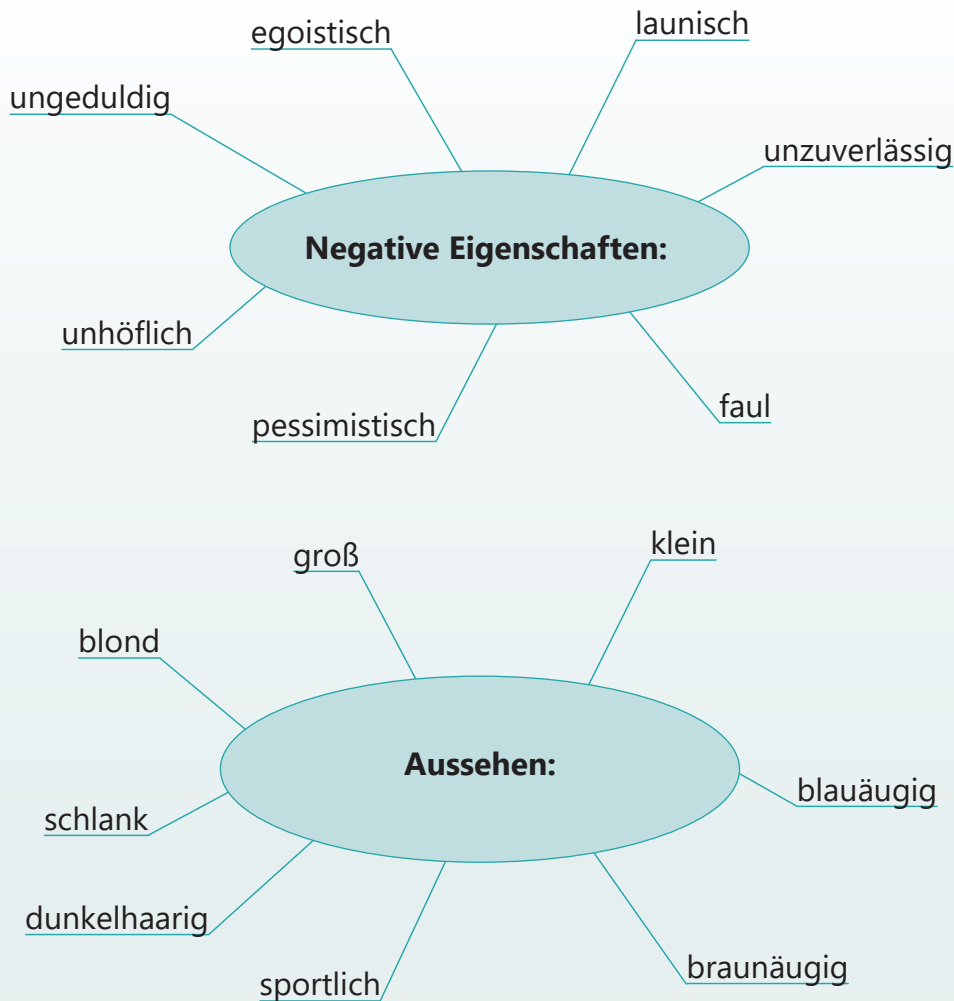 egoistisch
launisch
ungeduldig
unzuverlässig
Negative Eigenschaften:
unhöflich
faul
pessimistisch
groß
klein
blond
Aussehen:
blauäugig
schlank
dunkelhaarig
braunäugig
sportlich